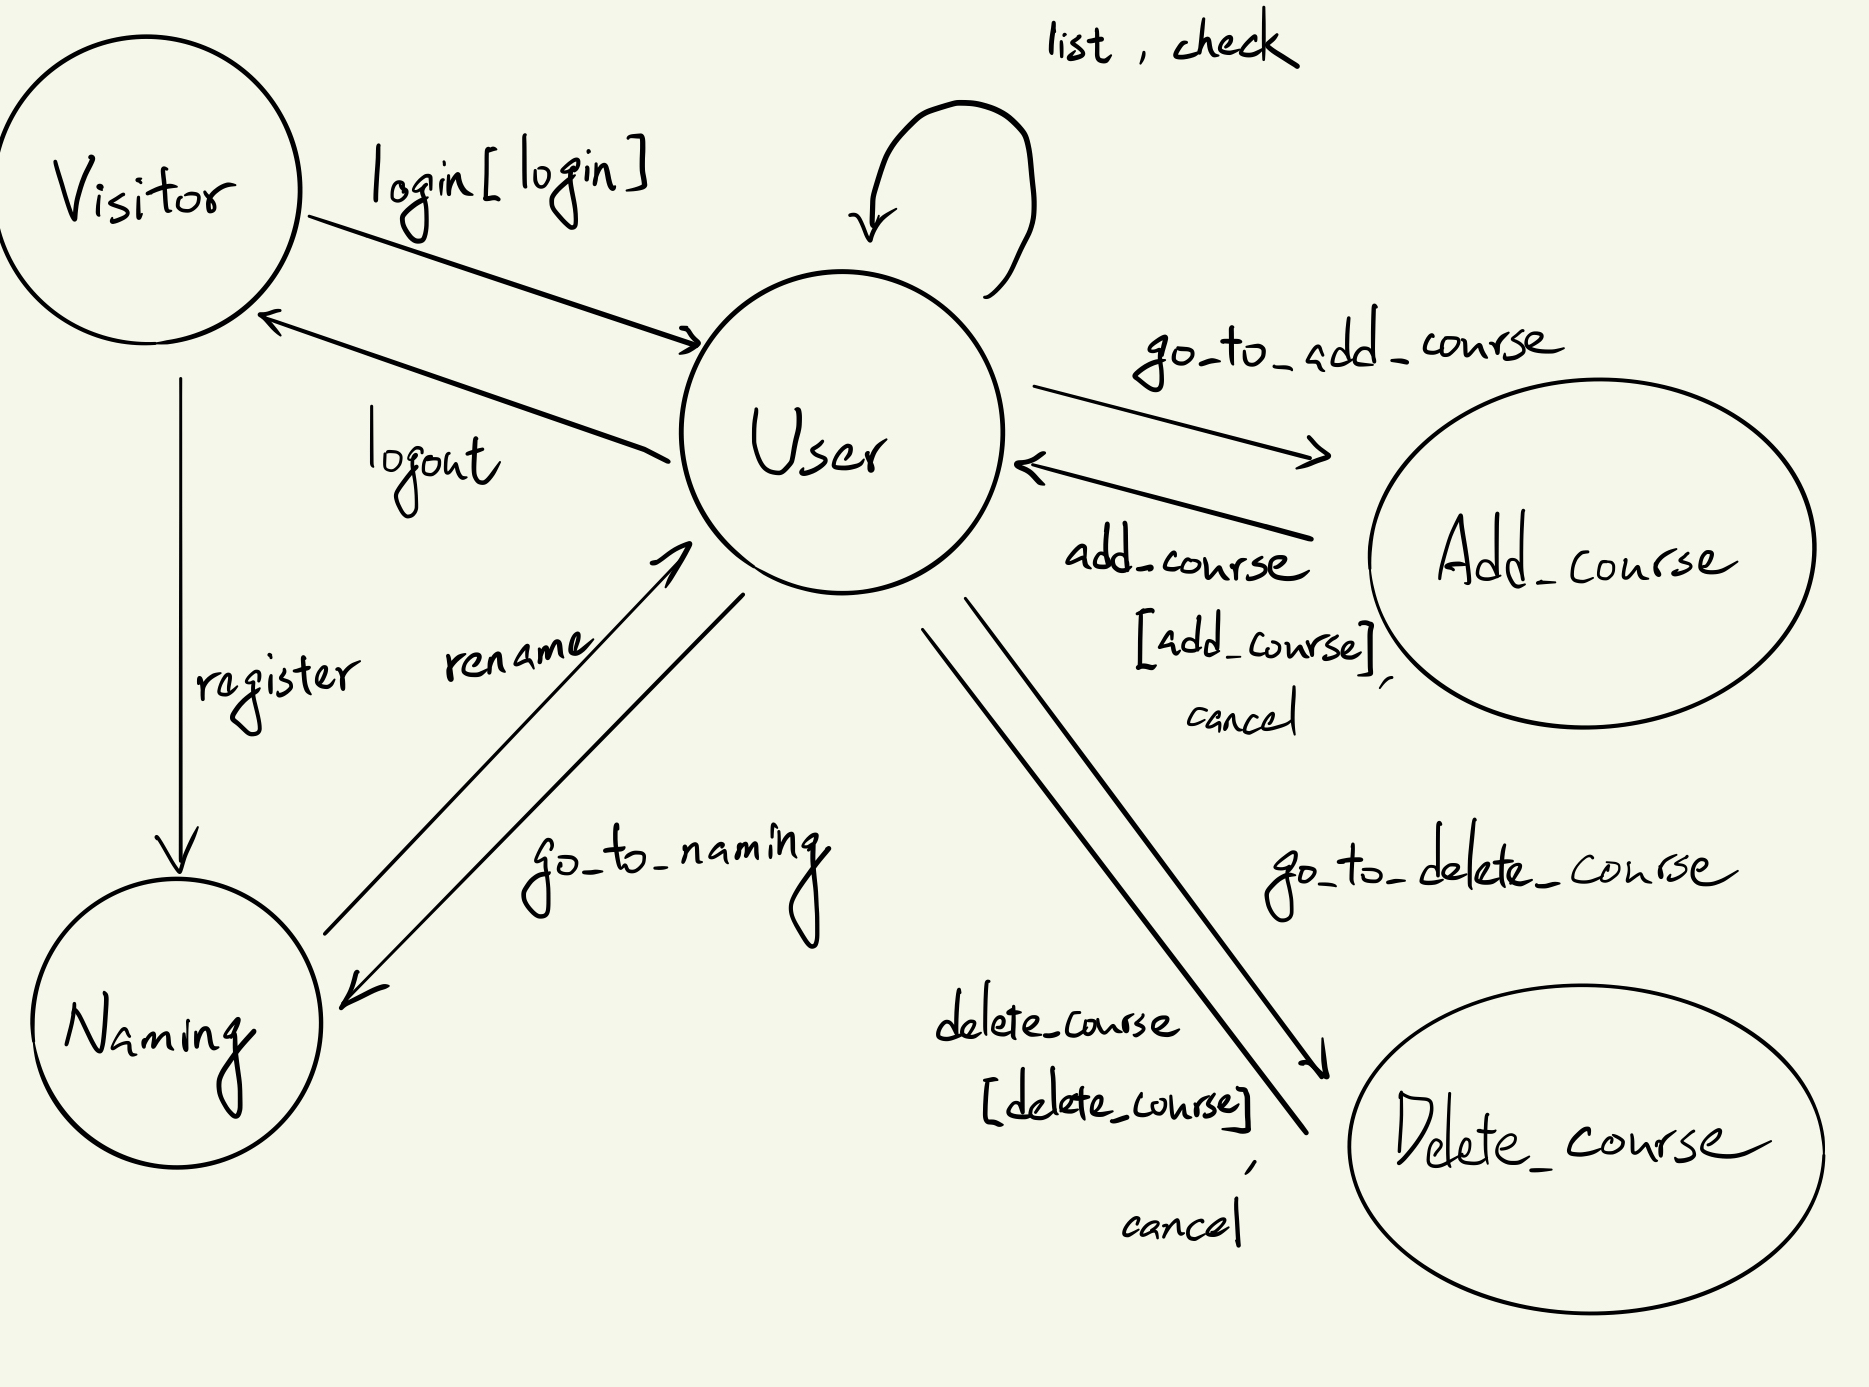 list , check
Visitor
login[login]
go_to_add_course
logout
User
add_course
[add_course],
cancel
Add_course
register
rename
go_to_naming
go_to_delete_course
Naming
delete_course
[delete_course]
,
cancel
Delete_course